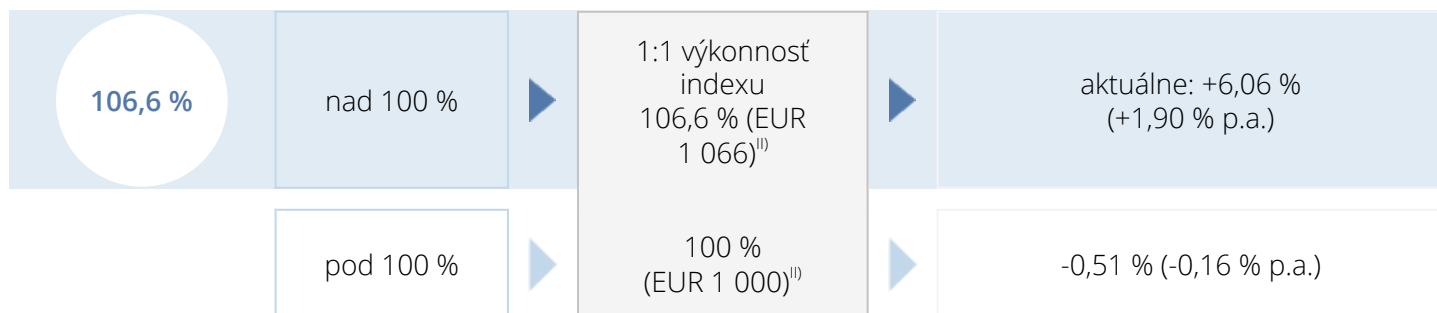 106,6 %
nad 100 %
1:1 výkonnosť
indexu
106,6 % (EUR
1 066)II)
aktuálne: +6,06 %
(+1,90 % p.a.)
pod 100 %
100 %
(EUR 1 000)II)
-0,51 % (-0,16 % p.a.)